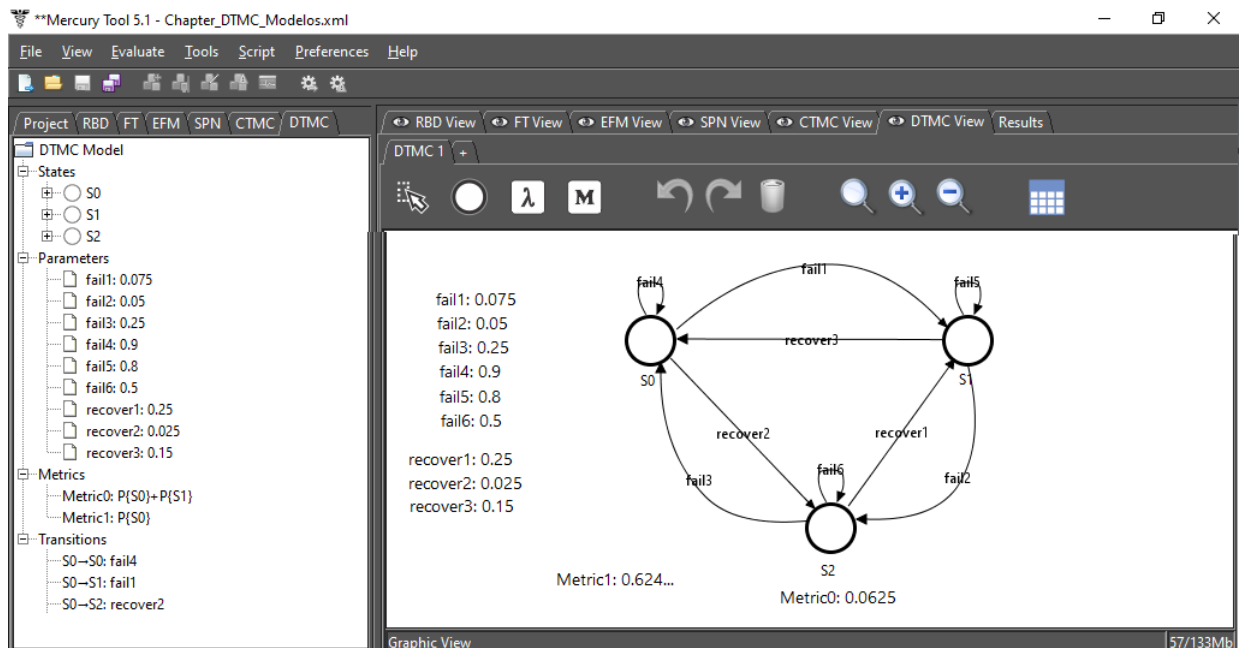 **Mercury Tool 5.1 - Chapter_DTMC_Modelos.xml
File View Evaluate Tools Script Preferences Help
Project RBD FT EFM SPN CTMC DTMC
DTMC Model
States
S0
S1
S2
Parameters
fail1: 0.075
fail2: 0.05
fail3: 0.25
fail4: 0.9
fail5: 0.8
fail6: 0.5
recover1: 0.25
recover2: 0.025
recover3: 0.15
Metrics
Metric0: P{S0}+P{S1}
Metric1: P{S0}
Transitions
S0→S0: fail4
S0→S1: fail1
S0→S2: recover2
RBD View FT View EFM View SPN View CTMC View DTMC View Results
DTMC 1 +
λ M
fail1: 0.075
fail2: 0.05
fail3: 0.25
fail4: 0.9
fail5: 0.8
fail6: 0.5
recover1: 0.25
recover2: 0.025
recover3: 0.15
fail1
fail4
fail5
recover3
S0
S1
recover2
recover1
fail6
fail3
fail2
S2
Metric1: 0.624...
Metric0: 0.0625
Graphic View 57/133Mb